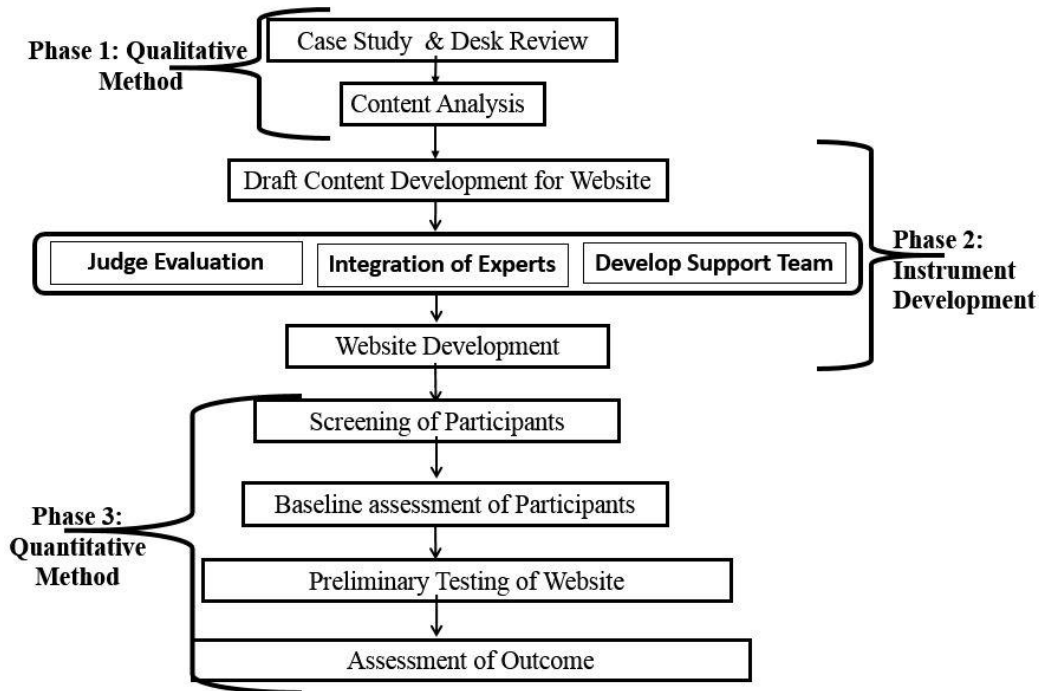 Phase 1: Qualitative
Method
Case Study & Desk Review
Content Analysis
Draft Content Development for Website
Judge Evaluation
Integration of Experts
Develop Support Team
Phase 2:
Instrument
Development
Website Development
Screening of Participants
Baseline assessment of Participants
Phase 3:
Quantitative
Method
Preliminary Testing of Website
Assessment of Outcome